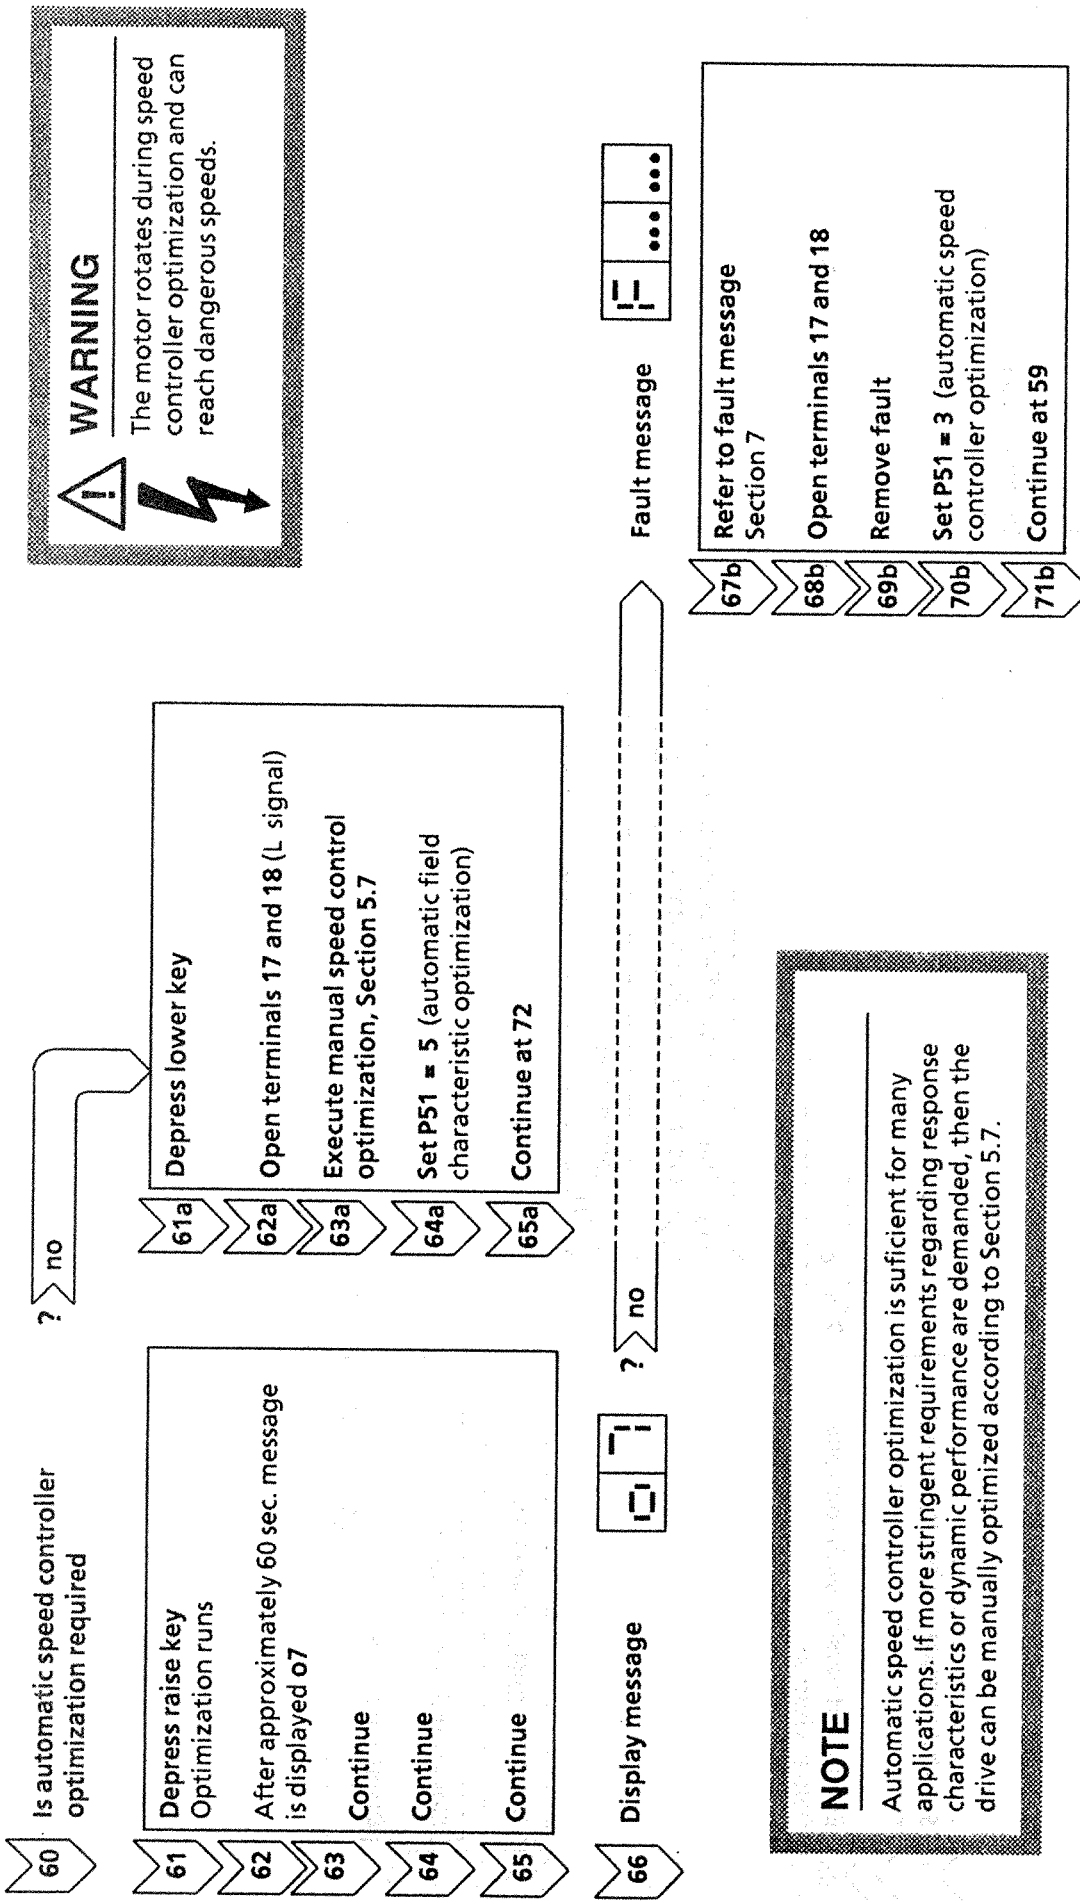 60
Is automatic speed controller
optimization required
? no
WARNING
The motor rotates during speed
controller optimization and can
reach dangerous speeds.
61
Depress raise key
Optimization runs
62
After approximately 60 sec. message
is displayed o7
63
Continue
64
Continue
65
Continue
61a
Depress lower key
62a
Open terminals 17 and 18 (L signal)
63a
Execute manual speed control
optimization, Section 5.7
64a
Set P51 = 5 (automatic field
characteristic optimization)
65a
Continue at 72
66
Display message
o 7
? no
Fault message
F ... ...
67b
Refer to fault message
Section 7
68b
Open terminals 17 and 18
69b
Remove fault
70b
Set P51 = 3 (automatic speed
controller optimization)
71b
Continue at 59
NOTE
Automatic speed controller optimization is suficient for many
applications. If more stringent requirements regarding response
characteristics or dynamic performance are demanded, then the
drive can be manually optimized according to Section 5.7.